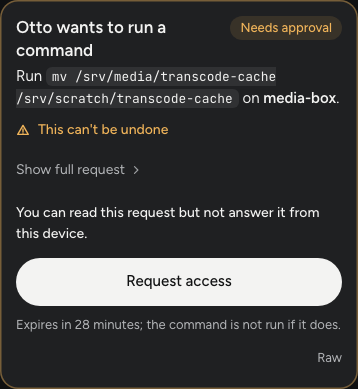 Otto wants to run a
command
Needs approval
Run mv /srv/media/transcode-cache
/srv/scratch/transcode-cache on media-box.
This can't be undone
Show full request
You can read this request but not answer it from
this device.
Request access
Expires in 28 minutes; the command is not run if it does.
Raw